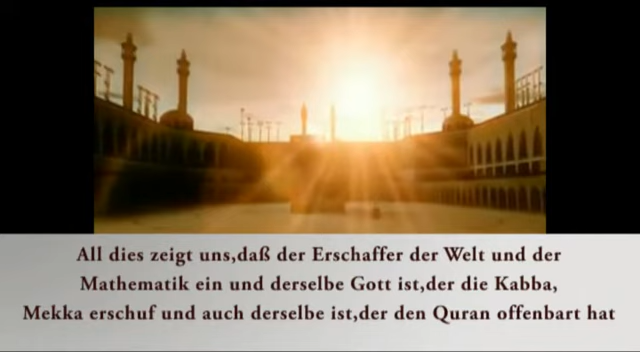 All dies zeigt uns,daß der Erschaffer der Welt und der
Mathematik ein und derselbe Gott ist,der die Kabba,
Mekka erschuf und auch derselbe ist,der den Quran offenbart hat